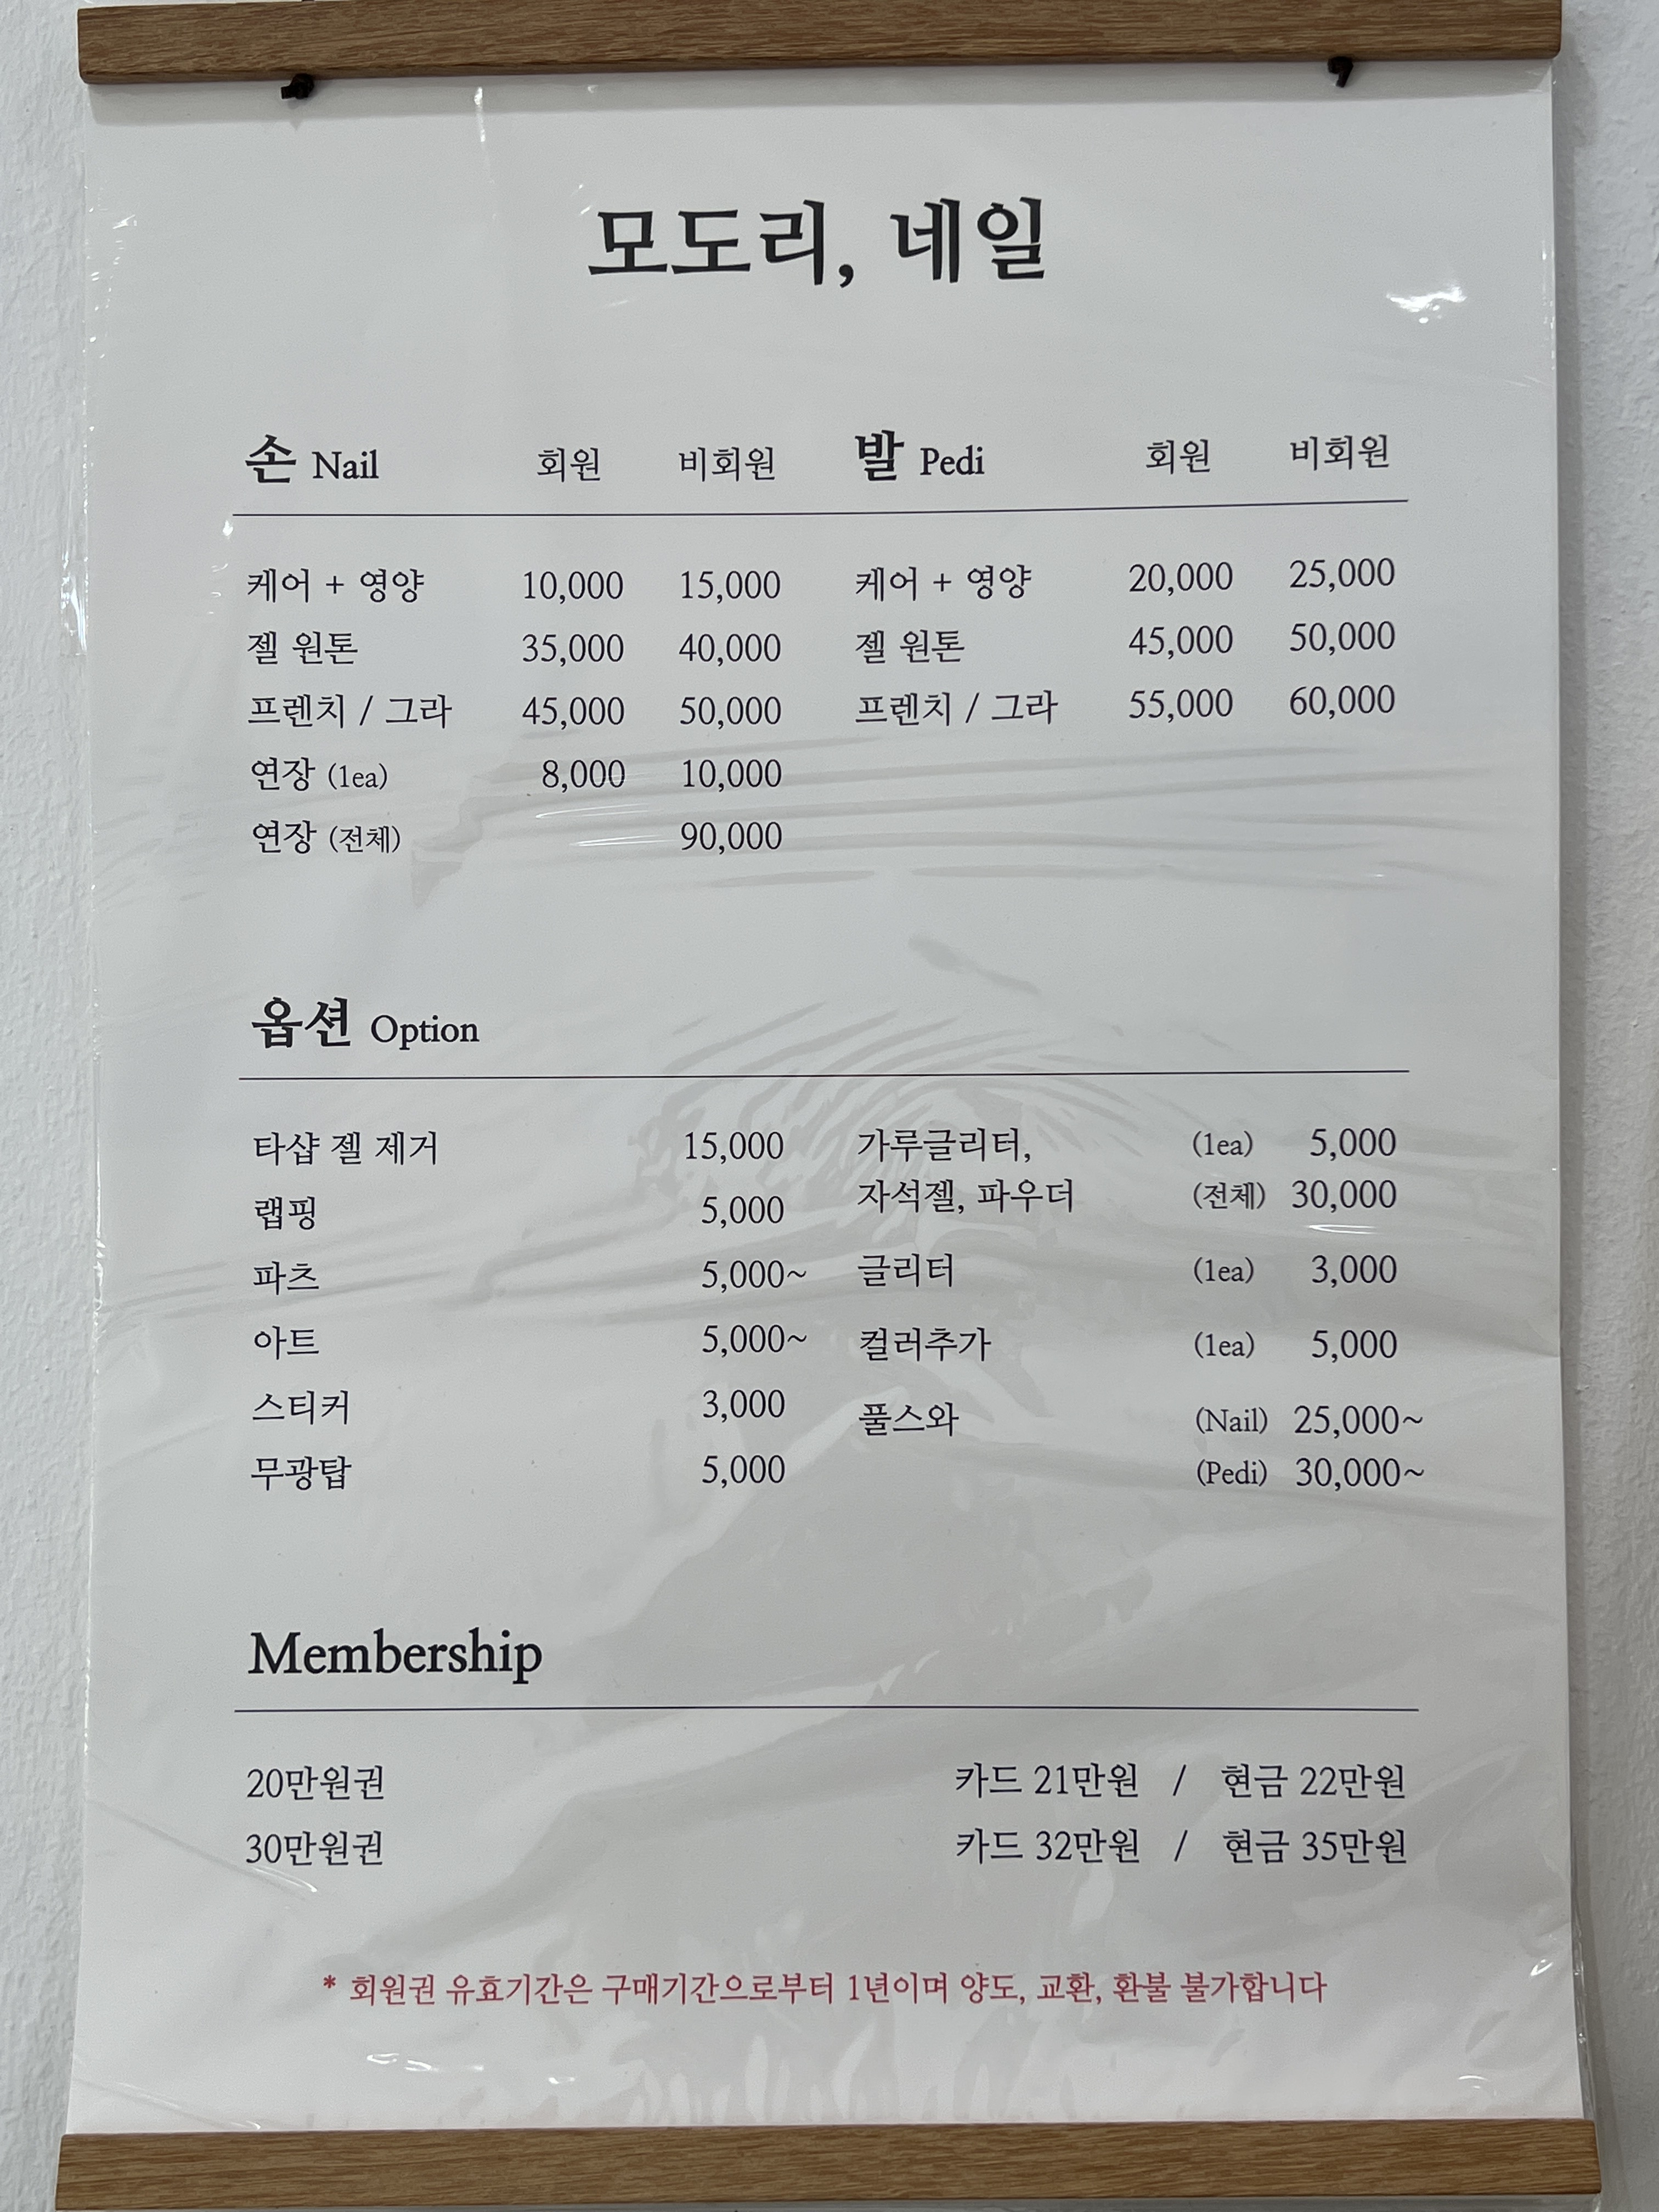 모도리, 네일
손 Nail 회원 비회원 발 Pedi 회원 비회원
케어 + 영양 10,000 15,000 케어 + 영양 20,000 25,000
젤 원톤 35,000 40,000 젤 원톤 45,000 50,000
프렌치 / 그라 45,000 50,000 프렌치 / 그라 55,000 60,000
연장 (1ea) 8,000 10,000
연장 (전체) 90,000
옵션 Option
타샵 젤 제거 15,000
랩핑 5,000
파츠 5,000~
아트 5,000~
스티커 3,000
무광탑 5,000
가루글리터, (1ea) 5,000
자석젤, 파우더 (전체) 30,000
글리터 (1ea) 3,000
컬러추가 (1ea) 5,000
풀스와 (Nail) 25,000~
(Pedi) 30,000~
Membership
20만원권 카드 21만원 / 현금 22만원
30만원권 카드 32만원 / 현금 35만원
* 회원권 유효기간은 구매기간으로부터 1년이며 양도, 교환, 환불 불가합니다